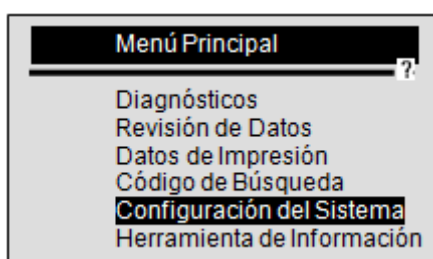 Menú Principal
?
Diagnósticos
Revisión de Datos
Datos de Impresión
Código de Búsqueda
Configuración del Sistema
Herramienta de Información